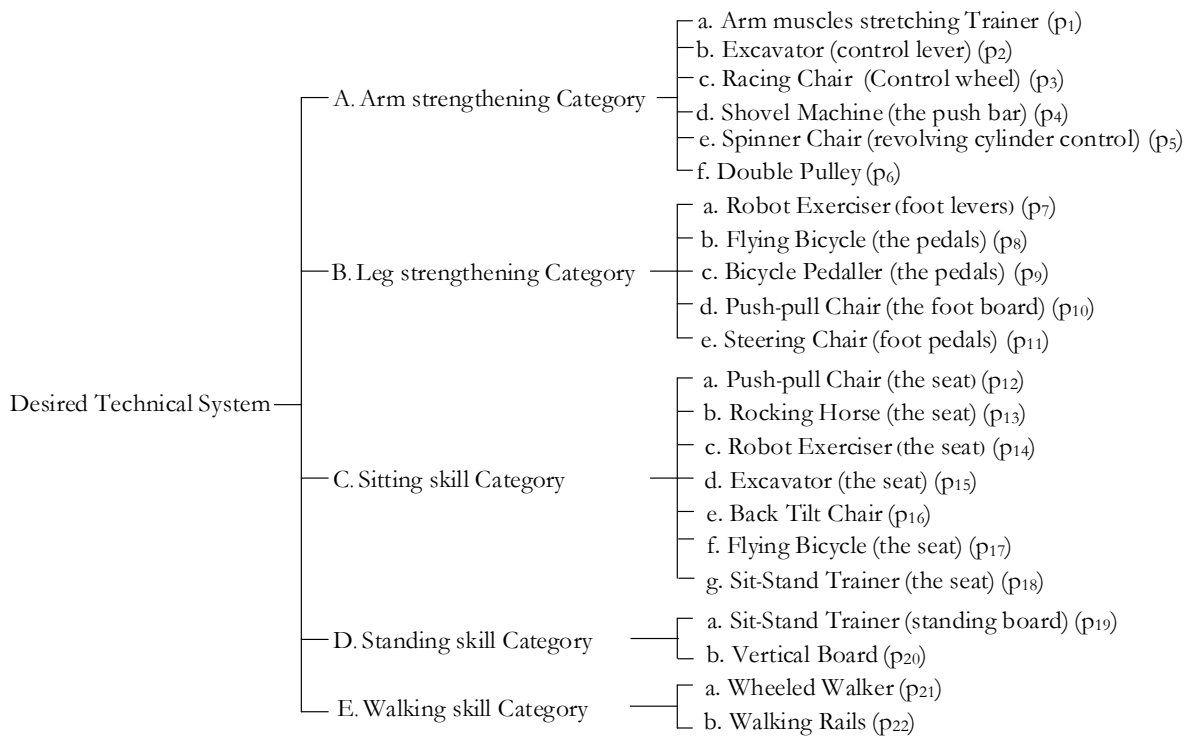 a. Arm muscles stretching Trainer (p1)
b. Excavator (control lever) (p2)
c. Racing Chair (Control wheel) (p3)
A. Arm strengthening Category
d. Shovel Machine (the push bar) (p4)
e. Spinner Chair (revolving cylinder control) (p5)
f. Double Pulley (p6)
a. Robot Exerciser (foot levers) (p7)
b. Flying Bicycle (the pedals) (p8)
B. Leg strengthening Category
c. Bicycle Pedaller (the pedals) (p9)
d. Push-pull Chair (the foot board) (p10)
e. Steering Chair (foot pedals) (p11)
Desired Technical System
a. Push-pull Chair (the seat) (p12)
b. Rocking Horse (the seat) (p13)
c. Robot Exerciser (the seat) (p14)
C. Sitting skill Category
d. Excavator (the seat) (p15)
e. Back Tilt Chair (p16)
f. Flying Bicycle (the seat) (p17)
g. Sit-Stand Trainer (the seat) (p18)
D. Standing skill Category
a. Sit-Stand Trainer (standing board) (p19)
b. Vertical Board (p20)
E. Walking skill Category
a. Wheeled Walker (p21)
b. Walking Rails (p22)